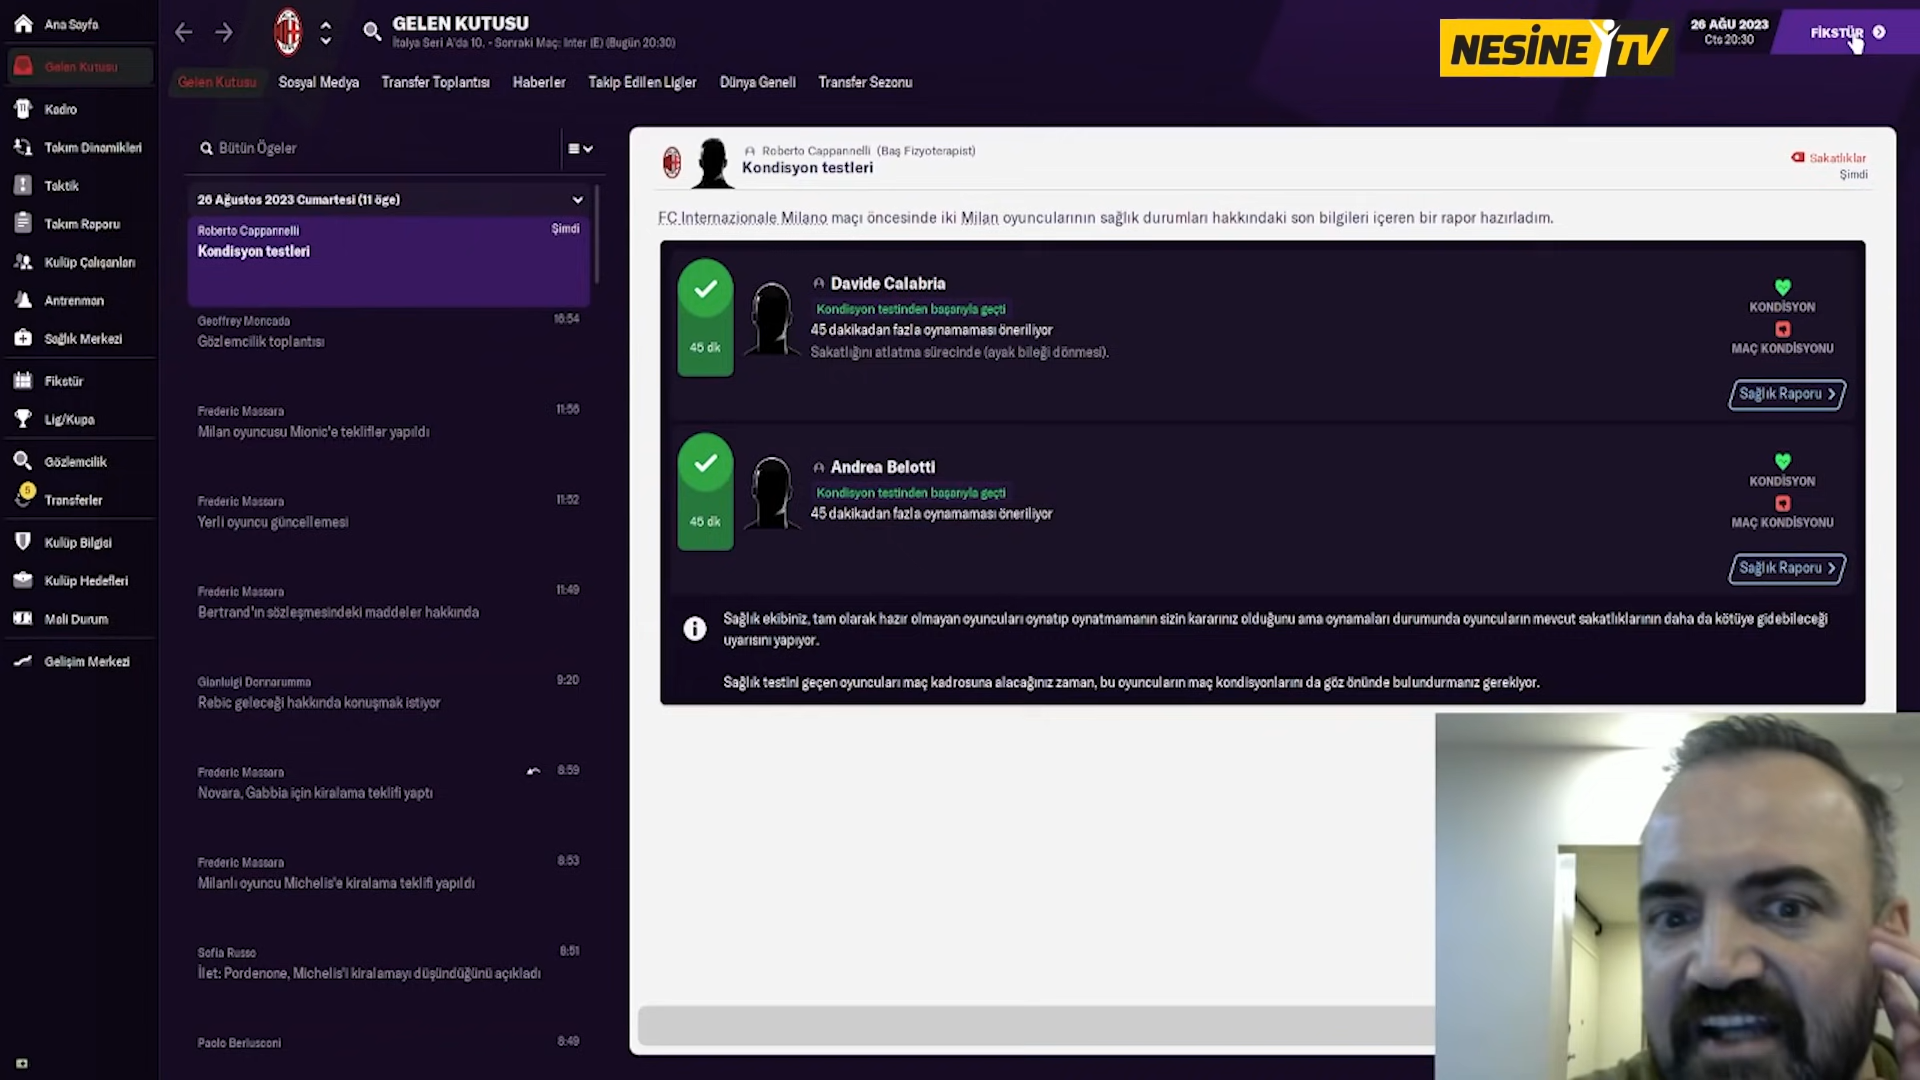 Ana Sayfa
Gelen Kutusu
Kadro
Takım Dinamikleri
Taktik
Takım Raporu
Kulüp Çalışanları
Antrenman
Sağlık Merkezi
Fikstür
Lig/Kupa
Gözlemcilik
5
Transferler
Kulüp Bilgisi
Kulüp Hedefleri
Mali Durum
Gelişim Merkezi
GELEN KUTUSU
İtalya Seri A'da 10. - Sonraki Maç: Inter (E) (Bugün 20:30)
NESİNE TV
26 AĞU 2023
Cts 20:30
FİKSTÜR
Gelen Kutusu
Sosyal Medya
Transfer Toplantısı
Haberler
Takip Edilen Ligler
Dünya Geneli
Transfer Sezonu
Bütün Ögeler
26 Ağustos 2023 Cumartesi (11 öge)
Roberto Cappannelli
Şimdi
Kondisyon testleri
Geoffrey Moncada
16:54
Gözlemcilik toplantısı
Frederic Massara
11:56
Milan oyuncusu Mionic'e teklifler yapıldı
Frederic Massara
11:52
Yerli oyuncu güncellemesi
Frederic Massara
11:49
Bertrand'ın sözleşmesindeki maddeler hakkında
Gianluigi Donnarumma
9:20
Rebic geleceği hakkında konuşmak istiyor
Frederic Massara
8:59
Novara, Gabbia için kiralama teklifi yaptı
Frederic Massara
8:53
Milanlı oyuncu Michelis'e kiralama teklifi yapıldı
Sofia Russo
8:51
İlet: Pordenone, Michelis'i kiralamayı düşündüğünü açıkladı
Paolo Berlusconi
8:49
Roberto Cappannelli (Baş Fizyoterapist)
Kondisyon testleri
Sakatlıklar
Şimdi
FC Internazionale Milano maçı öncesinde iki Milan oyuncularının sağlık durumları hakkındaki son bilgileri içeren bir rapor hazırladım.
45 dk
Davide Calabria
Kondisyon testinden başarıyla geçti
45 dakikadan fazla oynamaması öneriliyor
Sakatlığını atlatma sürecinde (ayak bileği dönmesi).
KONDİSYON
MAÇ KONDİSYONU
Sağlık Raporu
45 dk
Andrea Belotti
Kondisyon testinden başarıyla geçti
45 dakikadan fazla oynamaması öneriliyor
KONDİSYON
MAÇ KONDİSYONU
Sağlık Raporu
Sağlık ekibiniz, tam olarak hazır olmayan oyuncuları oynatıp oynatmamanın sizin kararınız olduğunu ama oynamaları durumunda oyuncuların mevcut sakatlıklarının daha da kötüye gidebileceği
uyarısını yapıyor.
Sağlık testini geçen oyuncuları maç kadrosuna alacağınız zaman, bu oyuncuların maç kondisyonlarını da göz önünde bulundurmanız gerekiyor.